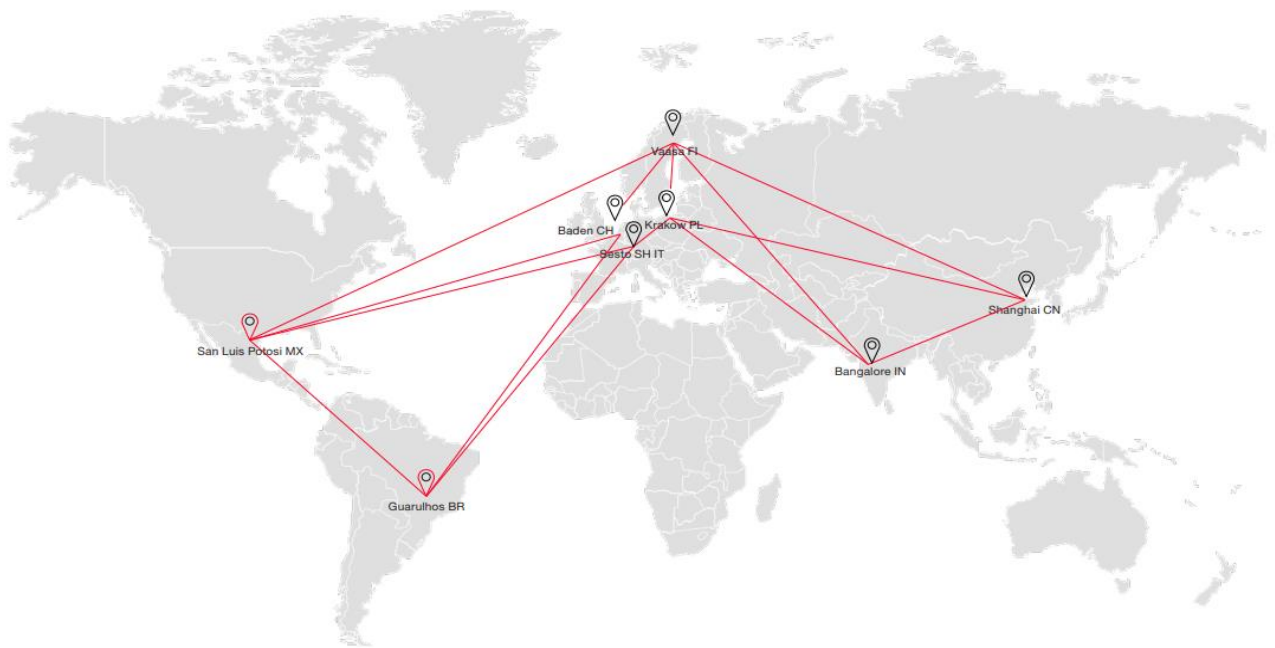 Vaasa FI
Baden CH
Krakow PL
Sesto SH IT
Shanghai CN
San Luis Potosi MX
Bangalore IN
Guarulhos BR